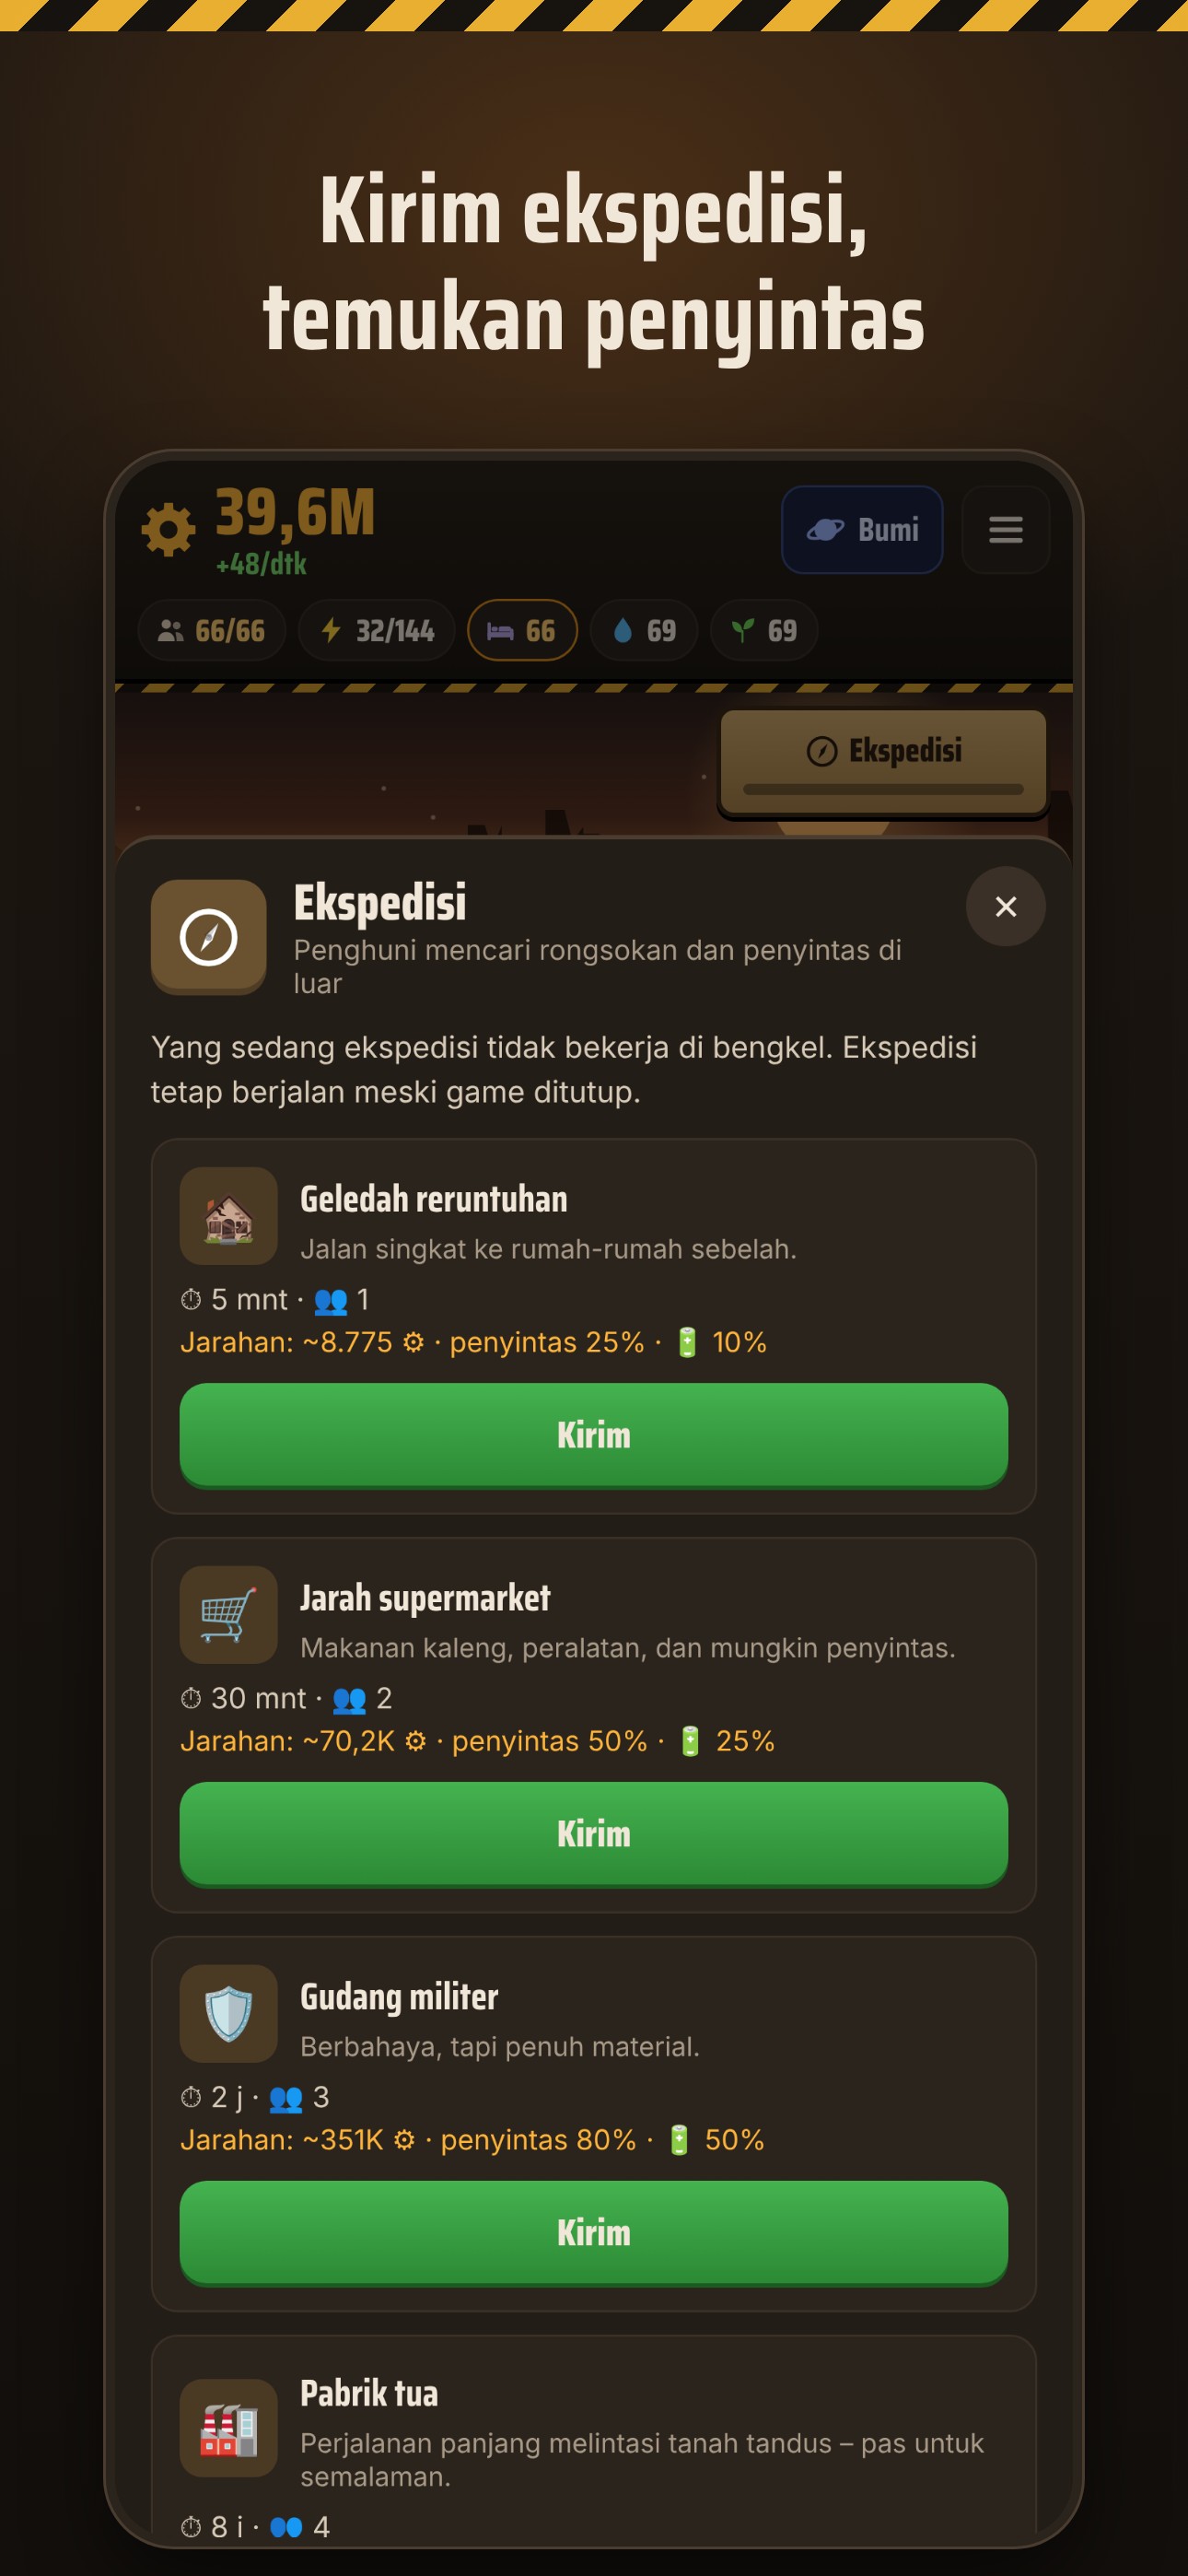 Kirim ekspedisi,
temukan penyintas
39,6M
+48/dtk
Bumi
66/66
32/144
66
69
69
Ekspedisi
Ekspedisi
Penghuni mencari rongsokan dan penyintas di
luar
Yang sedang ekspedisi tidak bekerja di bengkel. Ekspedisi
tetap berjalan meski game ditutup.
Geledah reruntuhan
Jalan singkat ke rumah-rumah sebelah.
⏱ 5 mnt · 👥 1
Jarahan: ~8.775 ⚙ · penyintas 25% · 🔋 10%
Kirim
Jarah supermarket
Makanan kaleng, peralatan, dan mungkin penyintas.
⏱ 30 mnt · 👥 2
Jarahan: ~70,2K ⚙ · penyintas 50% · 🔋 25%
Kirim
Gudang militer
Berbahaya, tapi penuh material.
⏱ 2 j · 👥 3
Jarahan: ~351K ⚙ · penyintas 80% · 🔋 50%
Kirim
Pabrik tua
Perjalanan panjang melintasi tanah tandus – pas untuk
semalaman.
⏱ 8 j · 👥 4